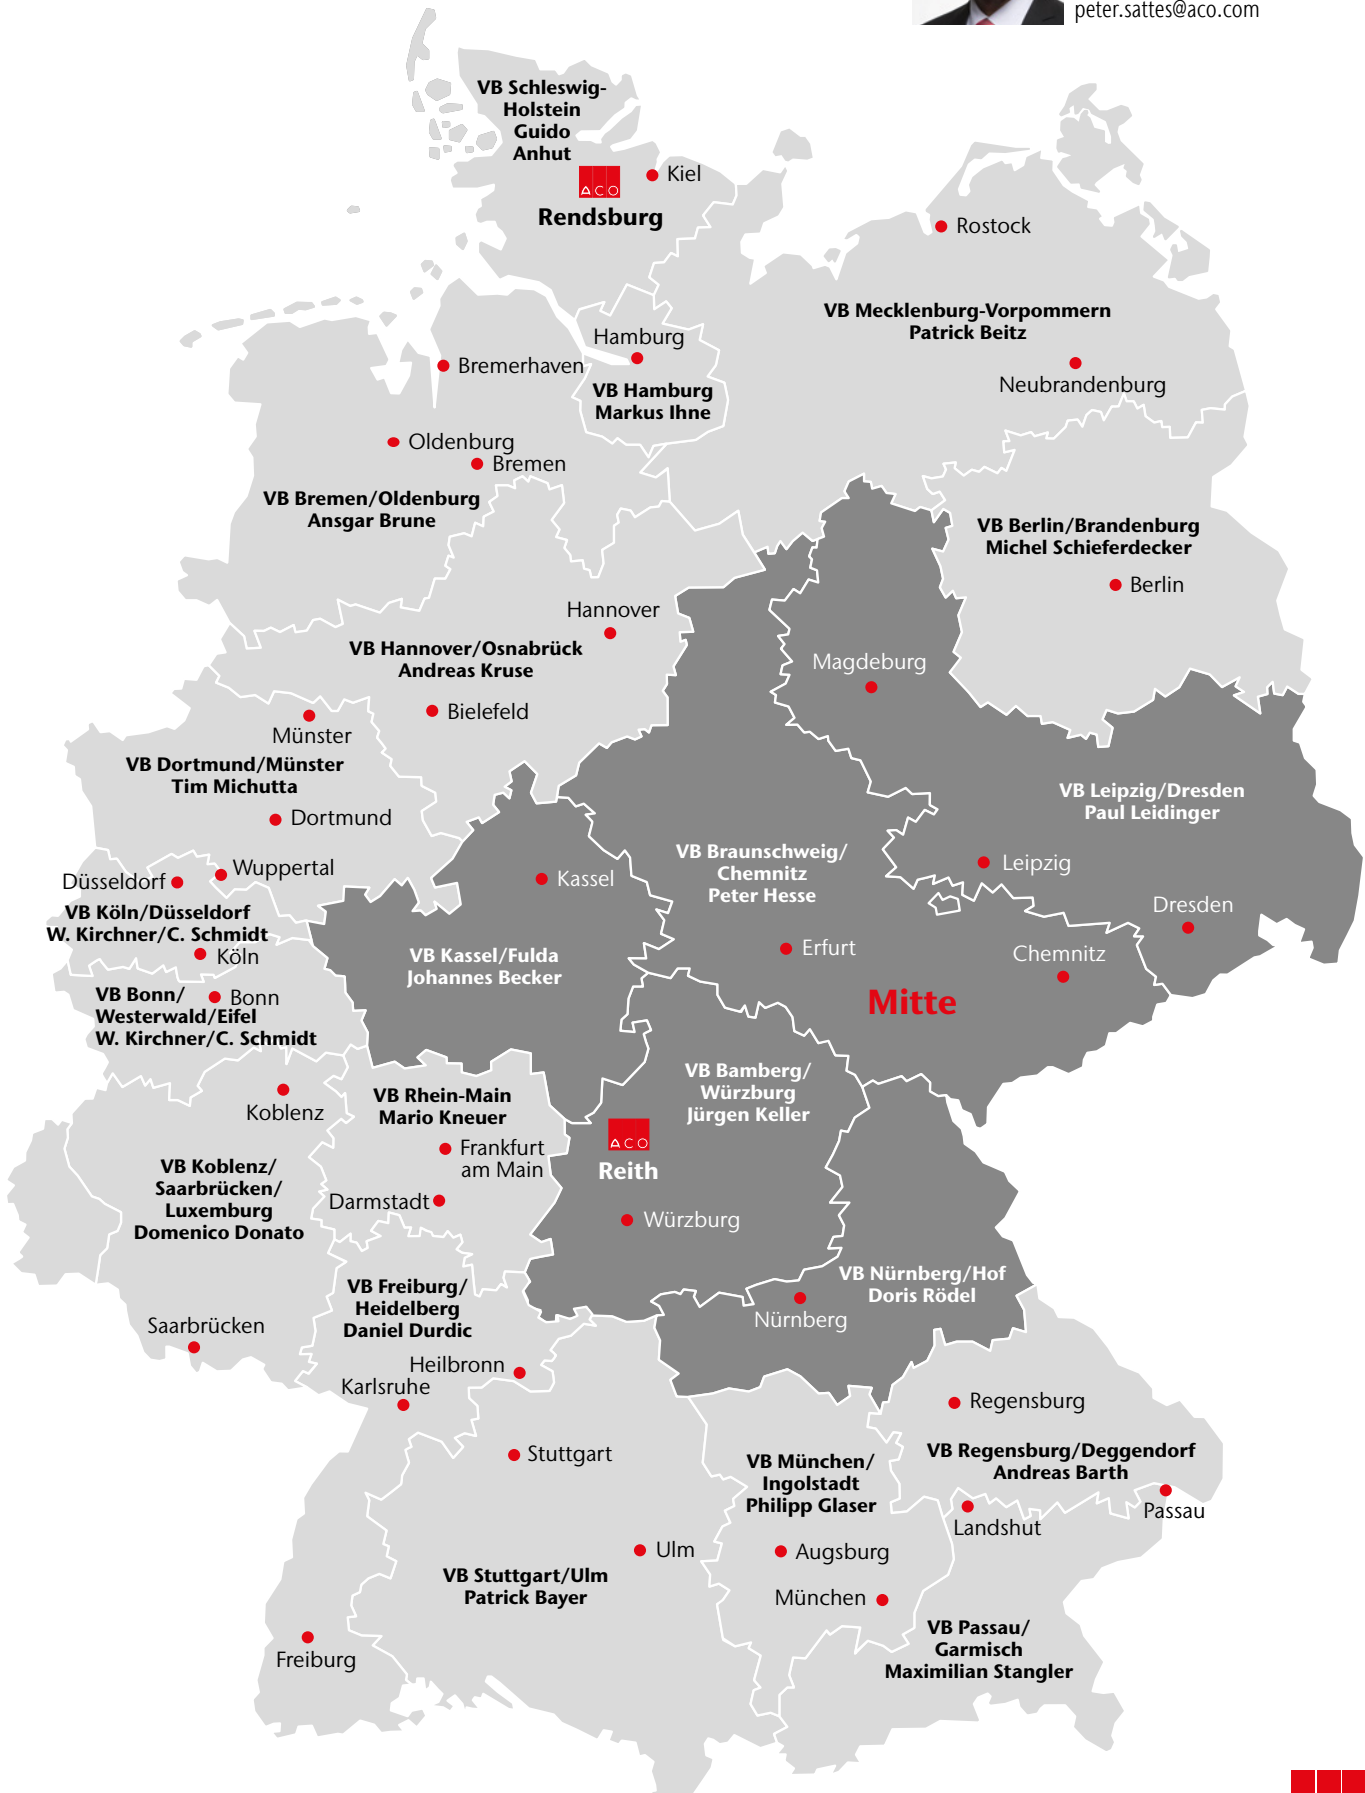 peter.sattes@aco.com
VB Schleswig-
Holstein
Guido
Anhut
ACO
Kiel
Rendsburg
Rostock
VB Mecklenburg-Vorpommern
Patrick Beitz
Neubrandenburg
Hamburg
VB Hamburg
Markus Ihne
Bremerhaven
Oldenburg
Bremen
VB Bremen/Oldenburg
Ansgar Brune
VB Berlin/Brandenburg
Michel Schieferdecker
Berlin
Hannover
VB Hannover/Osnabrück
Andreas Kruse
Bielefeld
Magdeburg
Münster
VB Dortmund/Münster
Tim Michutta
Dortmund
VB Leipzig/Dresden
Paul Leidinger
Leipzig
Dresden
VB Braunschweig/
Chemnitz
Peter Hesse
Erfurt
Chemnitz
Mitte
Kassel
VB Kassel/Fulda
Johannes Becker
Wuppertal
Düsseldorf
VB Köln/Düsseldorf
W. Kirchner/C. Schmidt
Köln
VB Bonn/
Westerwald/Eifel
W. Kirchner/C. Schmidt
Bonn
Koblenz
VB Koblenz/
Saarbrücken/
Luxemburg
Domenico Donato
Saarbrücken
VB Rhein-Main
Mario Kneuer
Frankfurt
am Main
Darmstadt
VB Bamberg/
Würzburg
Jürgen Keller
ACO
Reith
Würzburg
VB Nürnberg/Hof
Doris Rödel
Nürnberg
VB Freiburg/
Heidelberg
Daniel Durdic
Heilbronn
Karlsruhe
Stuttgart
Ulm
VB Stuttgart/Ulm
Patrick Bayer
Freiburg
Regensburg
VB Regensburg/Deggendorf
Andreas Barth
Passau
Landshut
VB München/
Ingolstadt
Philipp Glaser
Augsburg
München
VB Passau/
Garmisch
Maximilian Stangler